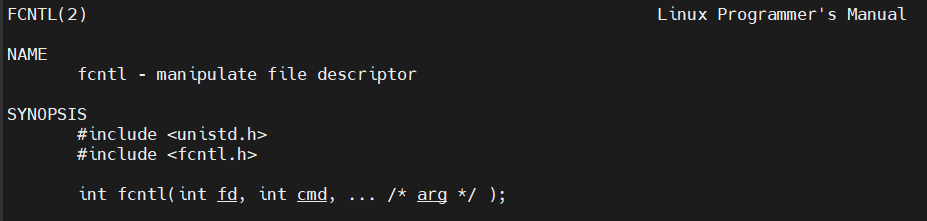 FCNTL(2) Linux Programmer's Manual
NAME
fcntl - manipulate file descriptor
SYNOPSIS
#include <unistd.h>
#include <fcntl.h>
int fcntl(int fd, int cmd, ... /* arg */ );